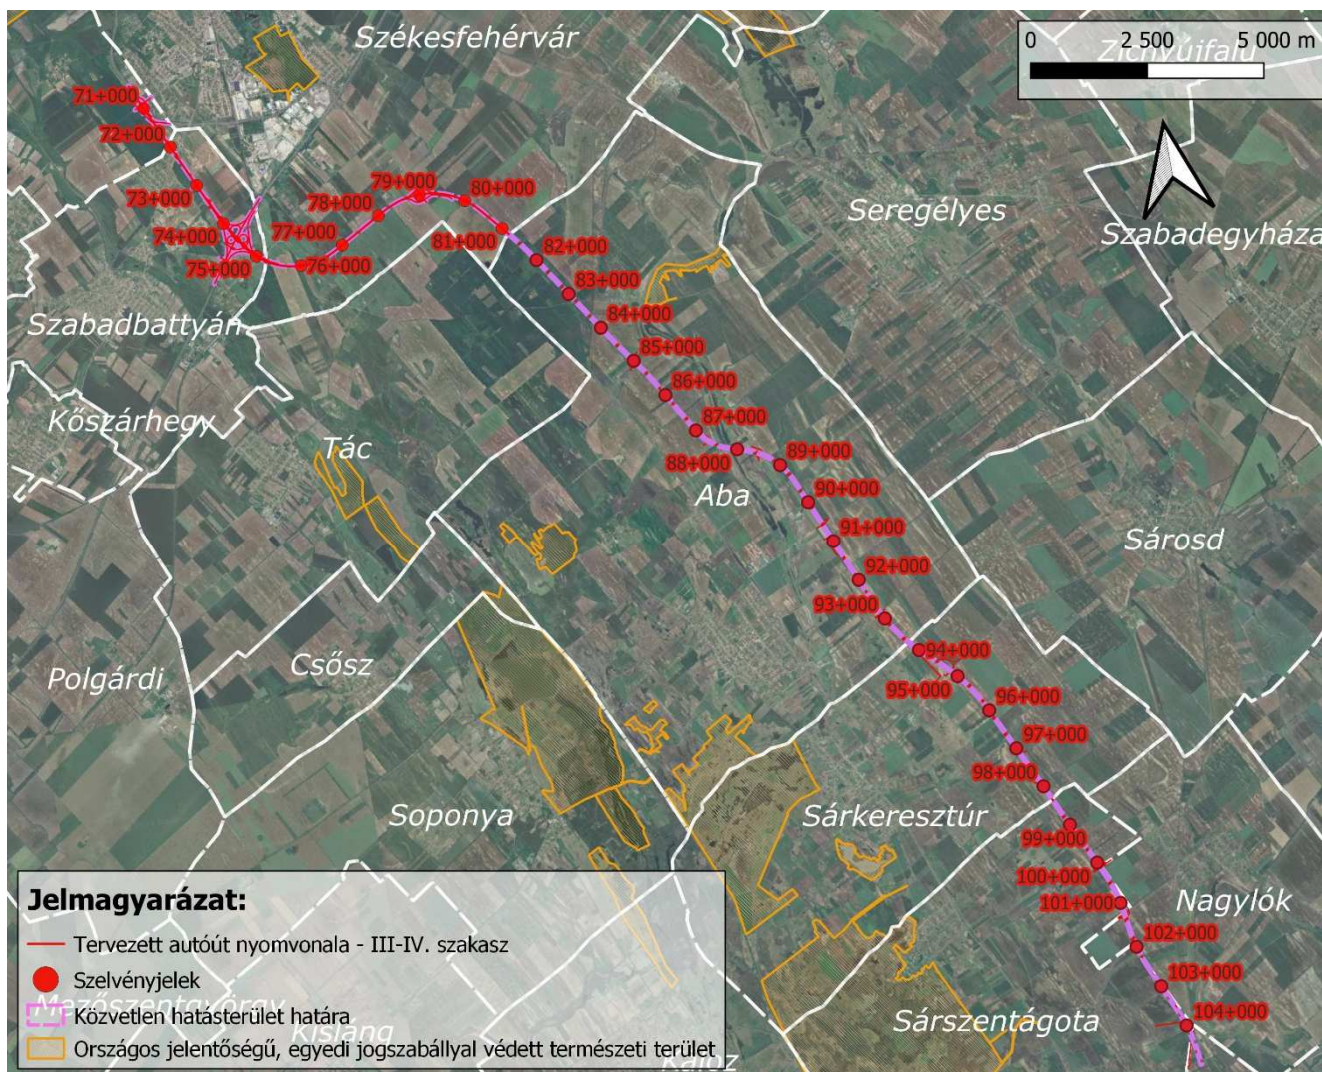 Székesfehérvár
0 2 500 5 000 m
Zichyújfalu
71+000
72+000
73+000
74+000
75+000
76+000
77+000
78+000
79+000
80+000
81+000
82+000
83+000
84+000
85+000
86+000
87+000
88+000
89+000
90+000
91+000
92+000
93+000
94+000
95+000
96+000
97+000
98+000
99+000
100+000
101+000
102+000
103+000
104+000
Seregélyes
Szabadegyháza
Szabadbattyán
Kőszárhegy
Tác
Aba
Sárosd
Polgárdi
Csősz
Soponya
Sárkeresztúr
Nagylók
Sárszentágota
Jelmagyarázat:
Tervezett autóút nyomvonala - III-IV. szakasz
Szelvényjelek
Mezőszentgyörgy
Közvetlen hatásterület határa
Kisláng
Országos jelentőségű, egyedi jogszabállyal védett természeti terület
Káloz